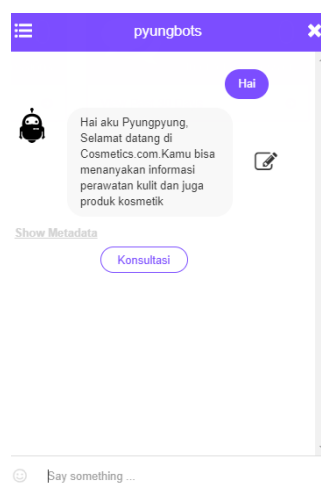 pyungbots
Hai
Hai aku Pyungpyung,
Selamat datang di
Cosmetics.com.Kamu bisa
menanyakan informasi
perawatan kulit dan juga
produk kosmetik
Show Metadata
Konsultasi
Say something ...